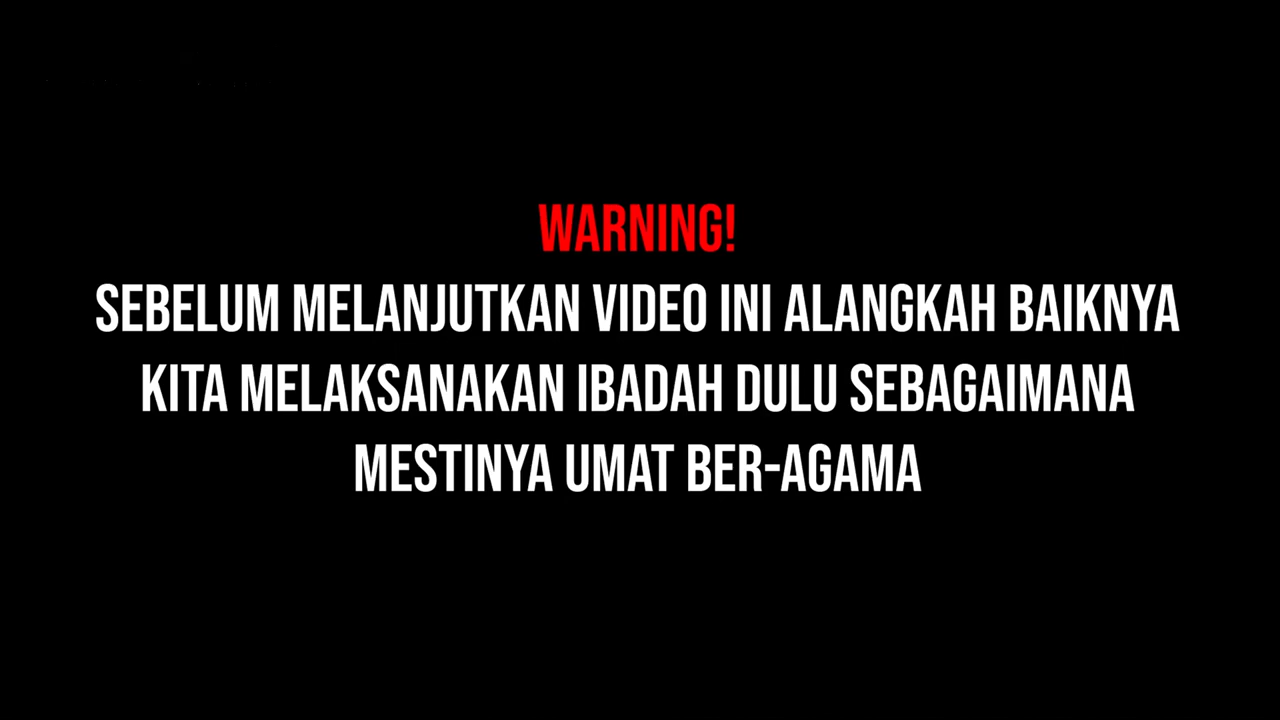 WARNING!
SEBELUM MELANJUTKAN VIDEO INI ALANGKAH BAIKNYA
KITA MELAKSANAKAN IBADAH DULU SEBAGAIMANA
MESTINYA UMAT BER-AGAMA